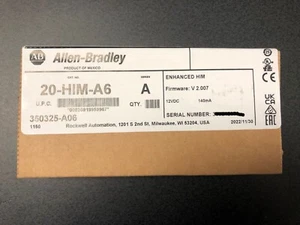 AB Allen-Bradley
PRODUCT OF MEXICO
CAT. NO.
SERIES
20-HIM-A6 A
U.P.C.
QTY. 1
350325-A06
1150
ENHANCED HIM
Firmware: V 2.007
12VDC 140mA
SERIAL NUMBER:
2022/11/30
Rockwell Automation, 1201 S 2nd St, Milwaukee, WI 53204, USA
UK CA